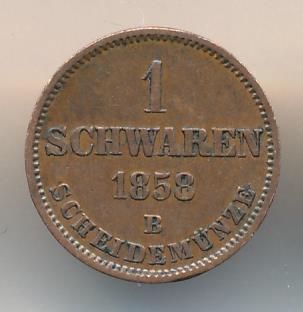 1
SCHWAREN
1858
B
SCHEIDEMÜNZE